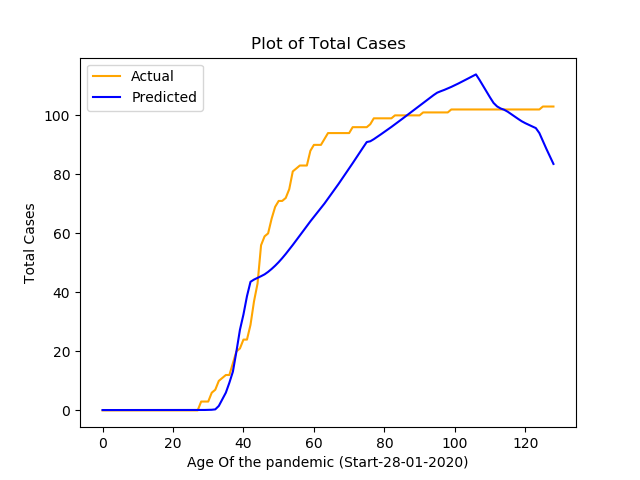 Plot of Total Cases
Actual
Predicted
Total Cases
100
80
60
40
20
0
0 20 40 60 80 100 120
Age Of the pandemic (Start-28-01-2020)